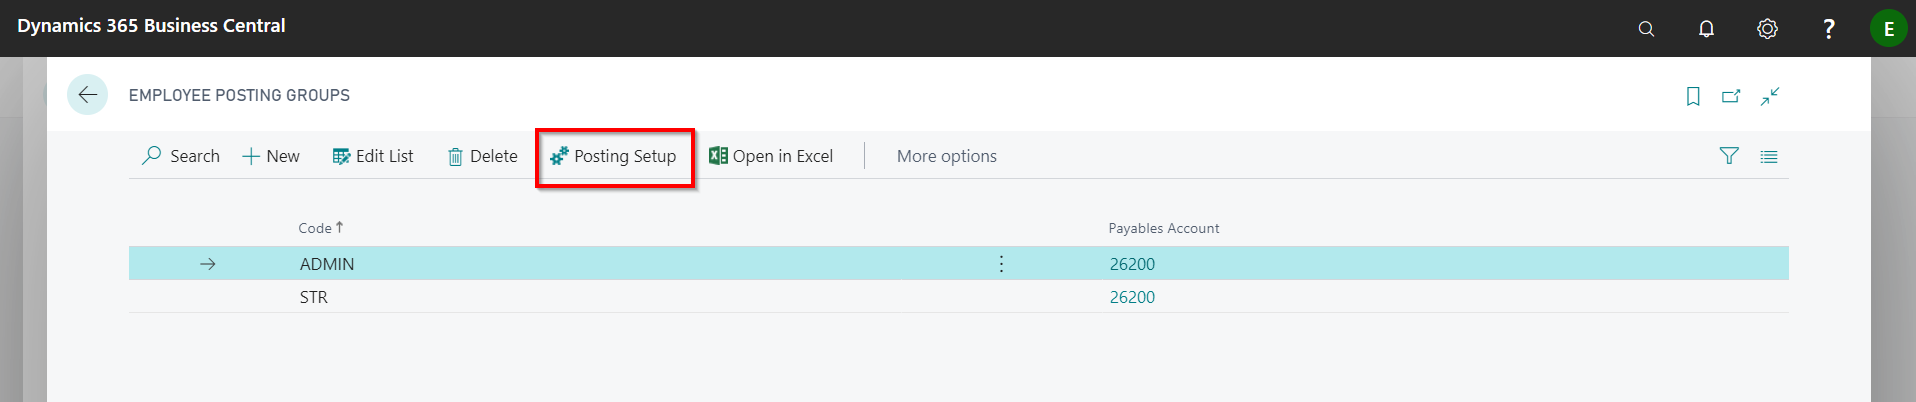 Dynamics 365 Business Central
?
E
EMPLOYEE POSTING GROUPS
Search New Edit List Delete Posting Setup Open in Excel More options
Code Payables Account
ADMIN 26200
STR 26200